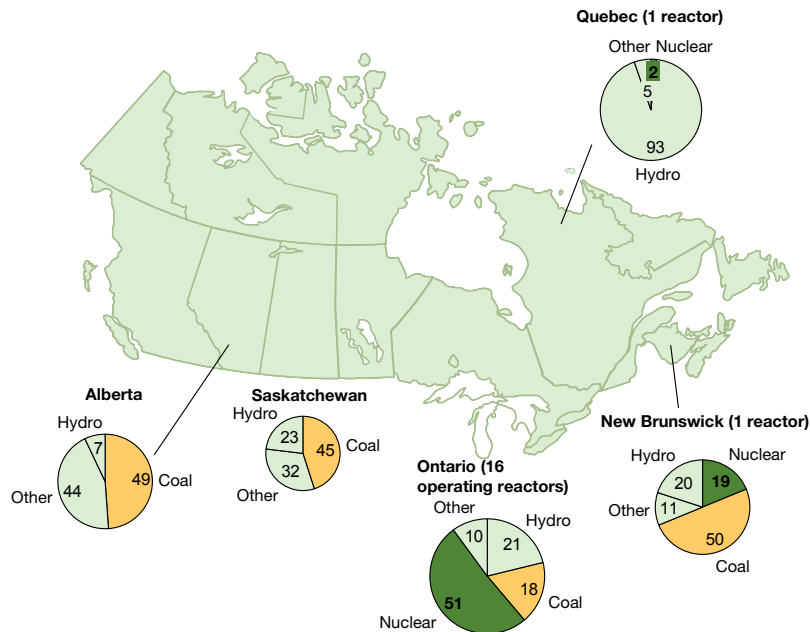 Quebec (1 reactor)
Other Nuclear
2
5
93
Hydro
Alberta
Hydro
7
Other
44
49
Coal
Saskatchewan
Hydro
23
45
Coal
32
Other
Ontario (16
operating reactors)
Other
Hydro
10
21
18
Coal
51
Nuclear
New Brunswick (1 reactor)
Hydro
Nuclear
20
19
Other
11
50
Coal